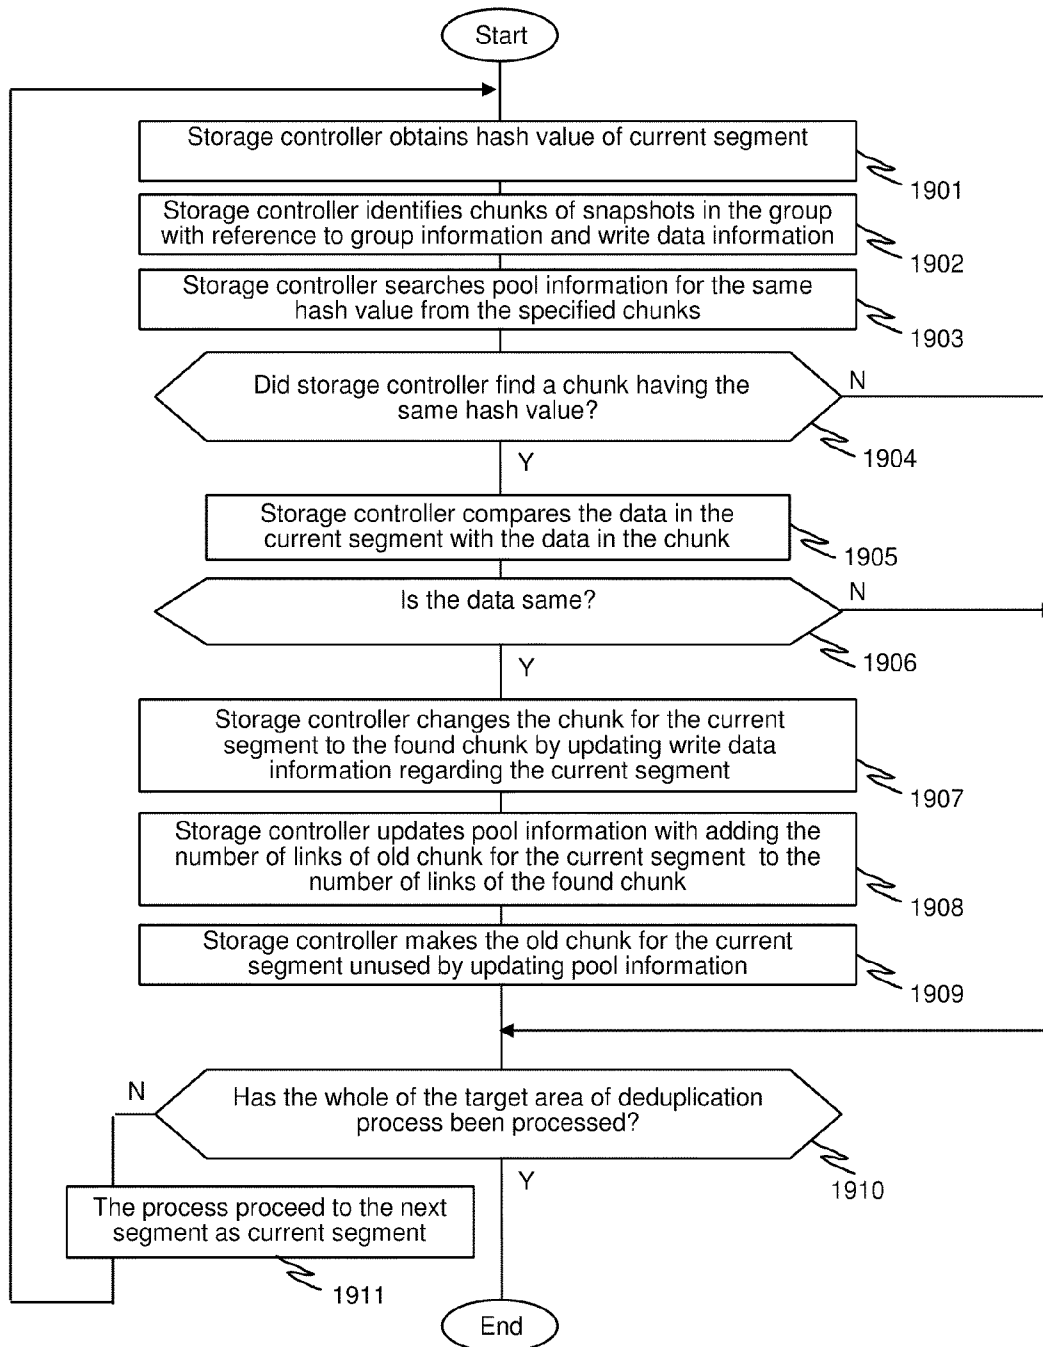 Start
Storage controller obtains hash value of current segment
1901
Storage controller identifies chunks of snapshots in the group
with reference to group information and write data information
1902
Storage controller searches pool information for the same
hash value from the specified chunks
1903
Did storage controller find a chunk having the
same hash value?
N
1904
Y
Storage controller compares the data in the
current segment with the data in the chunk
1905
Is the data same?
N
1906
Y
Storage controller changes the chunk for the current
segment to the found chunk by updating write data
information regarding the current segment
1907
Storage controller updates pool information with adding the
number of links of old chunk for the current segment to the
number of links of the found chunk
1908
Storage controller makes the old chunk for the current
segment unused by updating pool information
1909
N
Has the whole of the target area of deduplication
process been processed?
1910
Y
The process proceed to the next
segment as current segment
1911
End